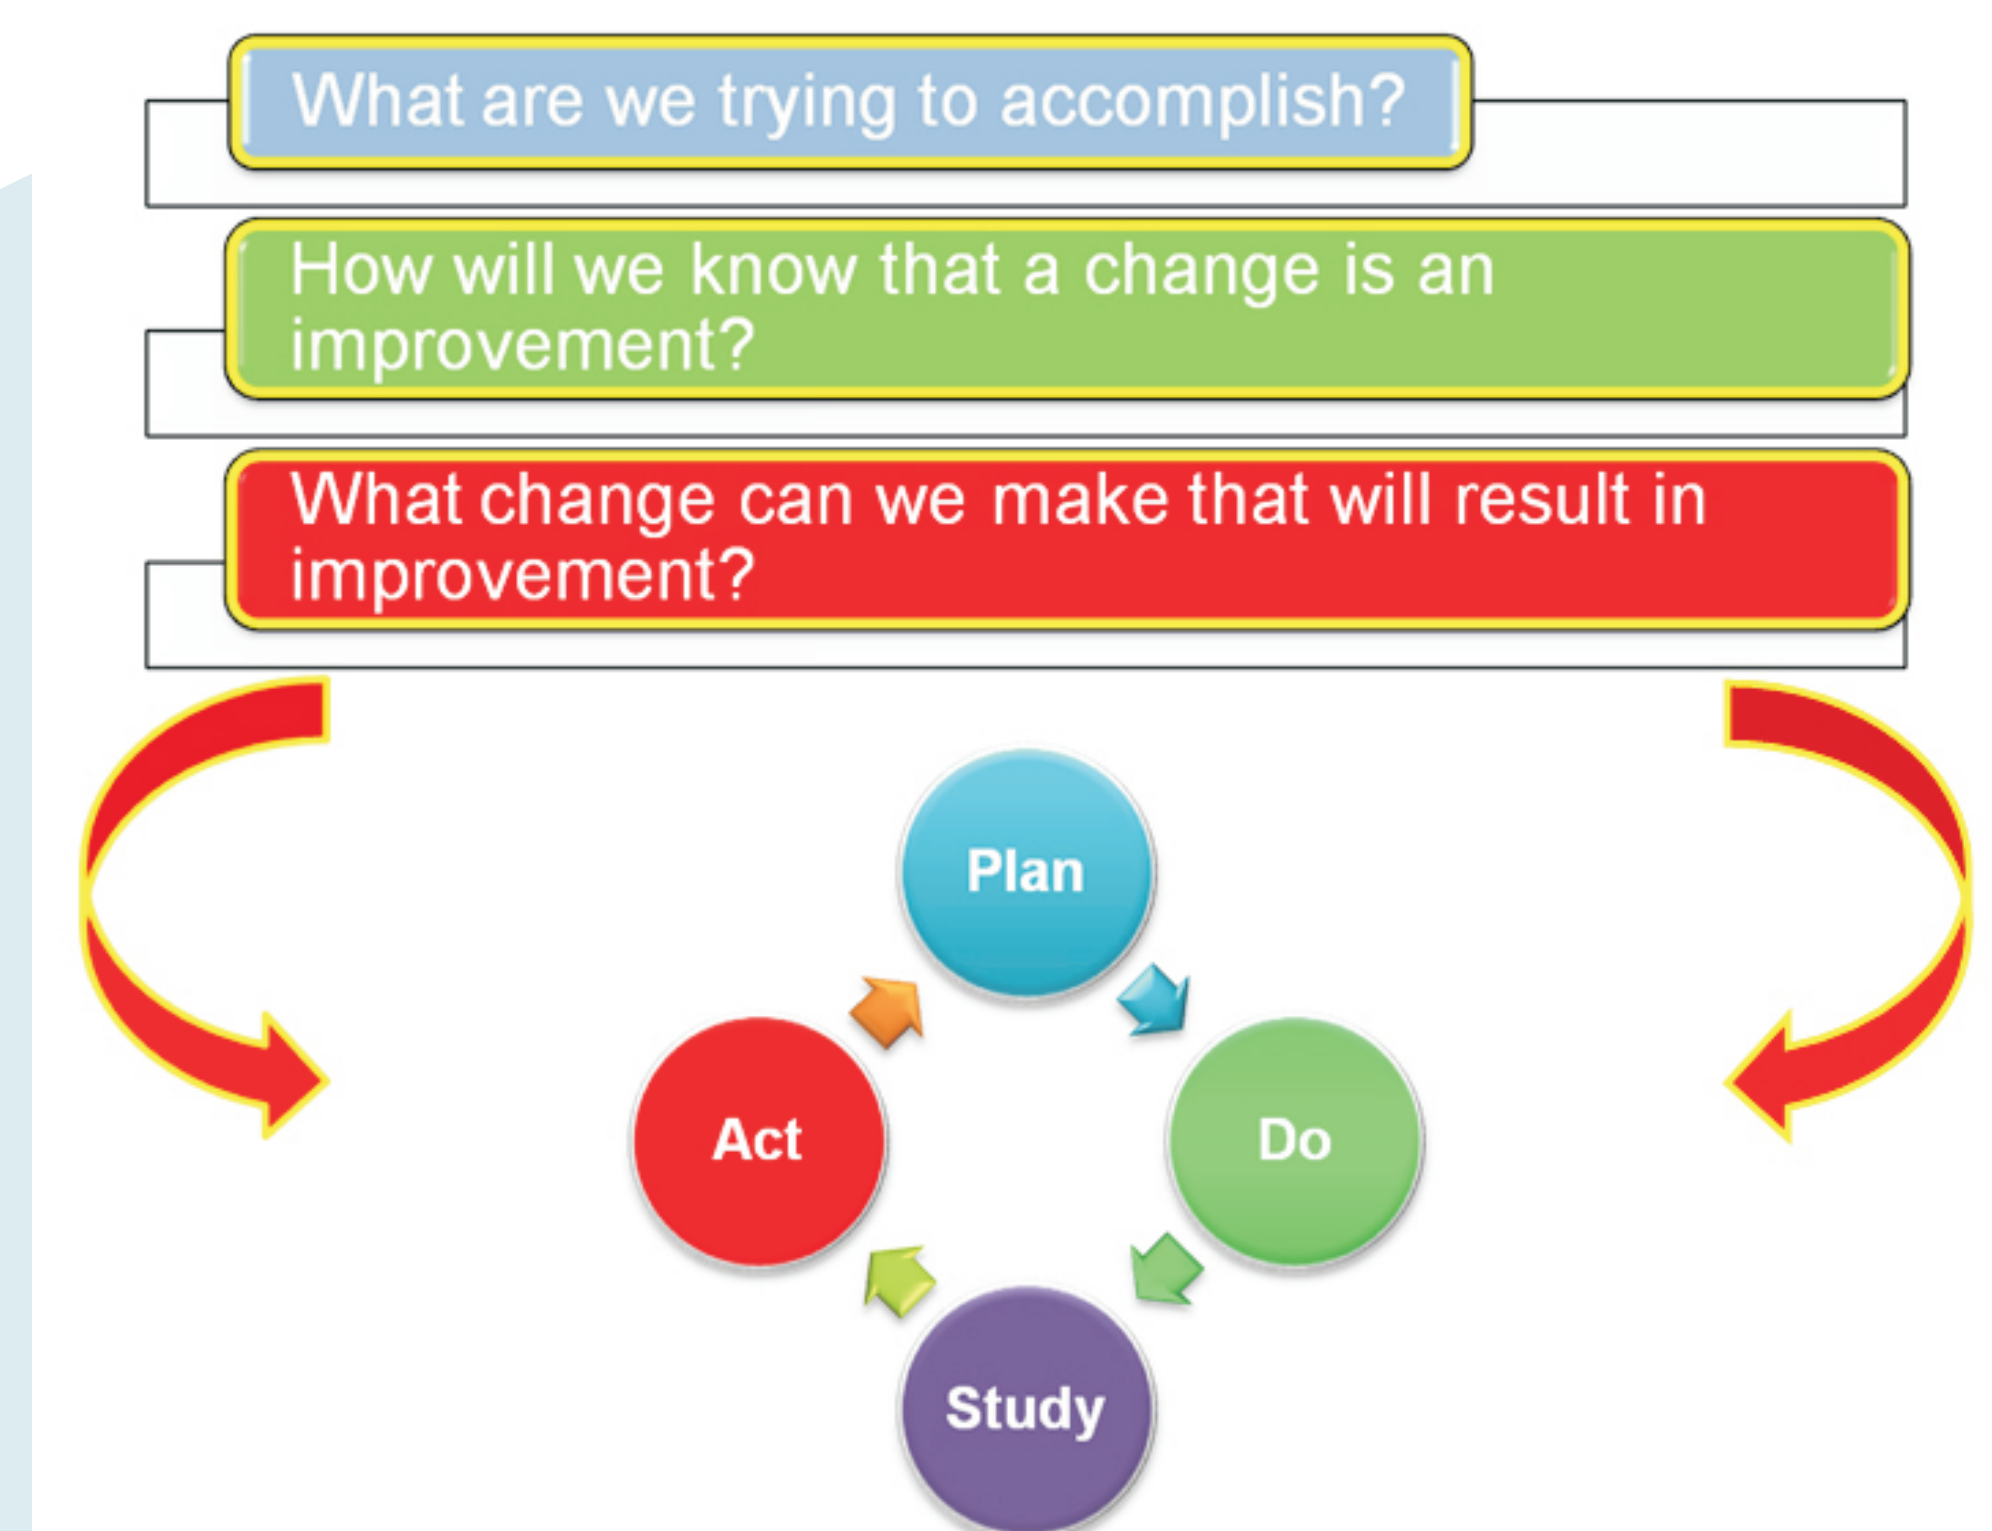 What are we trying to accomplish?
How will we know that a change is an
improvement?
What change can we make that will result in
improvement?
Plan
Act
Do
Study